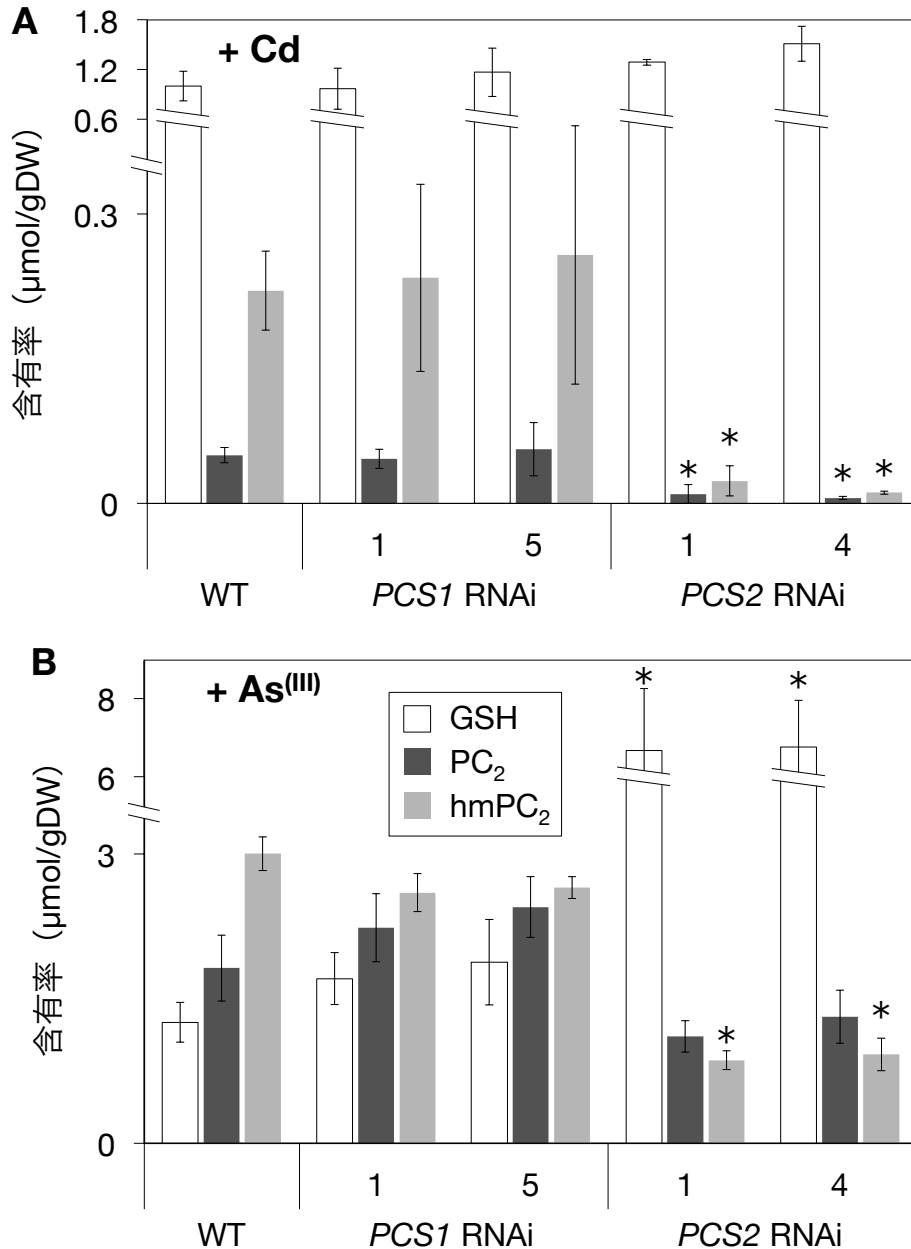 A
+ Cd
1.8
1.2
0.6
0.3
0
含有率（μmol/gDW）
* * * *
1 5 1 4
WT PCS1 RNAi PCS2 RNAi
B
+ As(III)
8
6
3
0
含有率（μmol/gDW）
GSH
PC2
hmPC2
* *
* *
1 5 1 4
WT PCS1 RNAi PCS2 RNAi